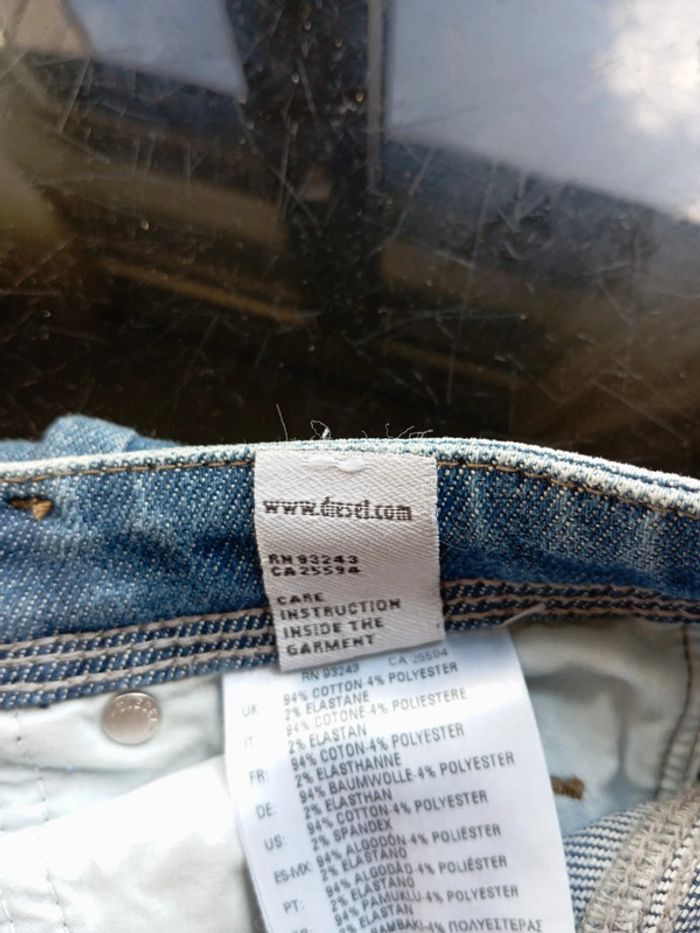 www.diesel.com
RN 93243
CA 25594
CARE
INSTRUCTION
INSIDE THE
GARMENT
RN 93243 CA 25594
UK: 94% COTTON-4% POLYESTER
2% ELASTANE
IT: 94% COTONE-4% POLIESTERE
2% ELASTAN
FR: 94% COTON-4% POLYESTER
2% ELASTHANNE
DE: 94% BAUMWOLLE-4% POLYESTER
2% ELASTHAN
US: 94% COTTON-4% POLYESTER
2% SPANDEX
ES-MX: 94% ALGODÓN-4% POLIÉSTER
2% ELASTANO
PT: 94% ALGODÃO-4% POLIÉSTER
2% ELASTANO
94% PAMUKLU-4% POLYESTER
2% ELASTAN
ΒΑΜΒΑΚΙ-4% ΠΟΛΥΕΣΤΕΡΑΣ